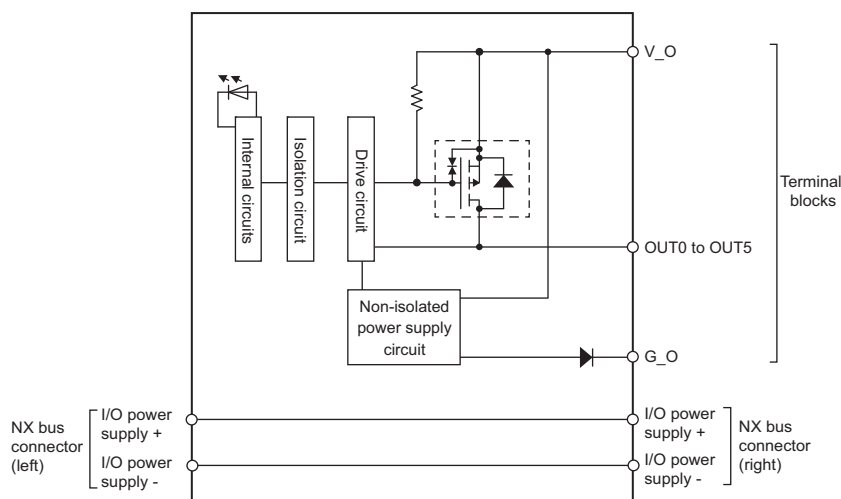 V_O
Internal circuits
Isolation circuit
Drive circuit
Terminal
blocks
OUT0 to OUT5
Non-isolated
power supply
circuit
G_O
NX bus
connector
(left)
I/O power
supply +
I/O power
supply -
I/O power
supply +
I/O power
supply -
NX bus
connector
(right)